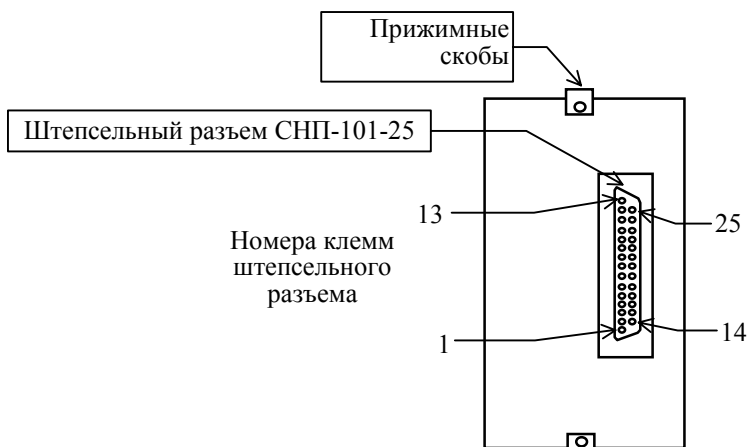 Прижимные
скобы
Штепсельный разъем СНП-101-25
13
25
Номера клемм
штепсельного
разъема
1
14